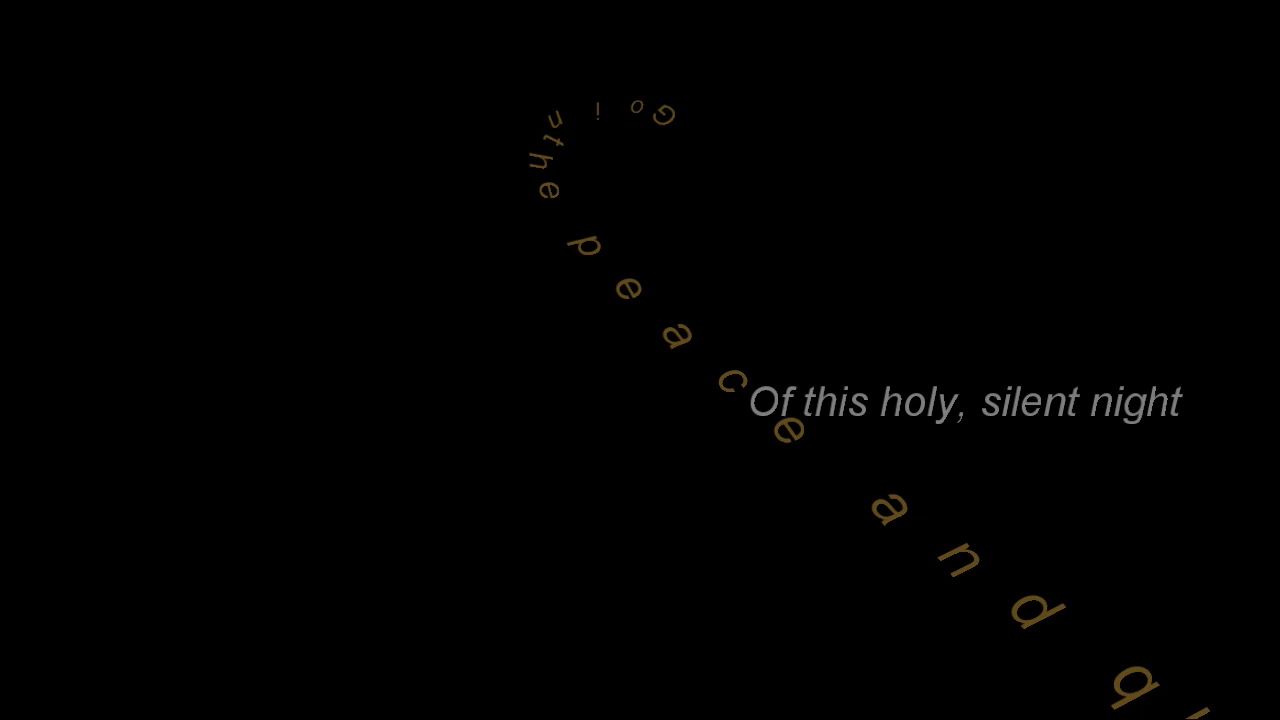 Go in the peace and
Of this holy, silent night